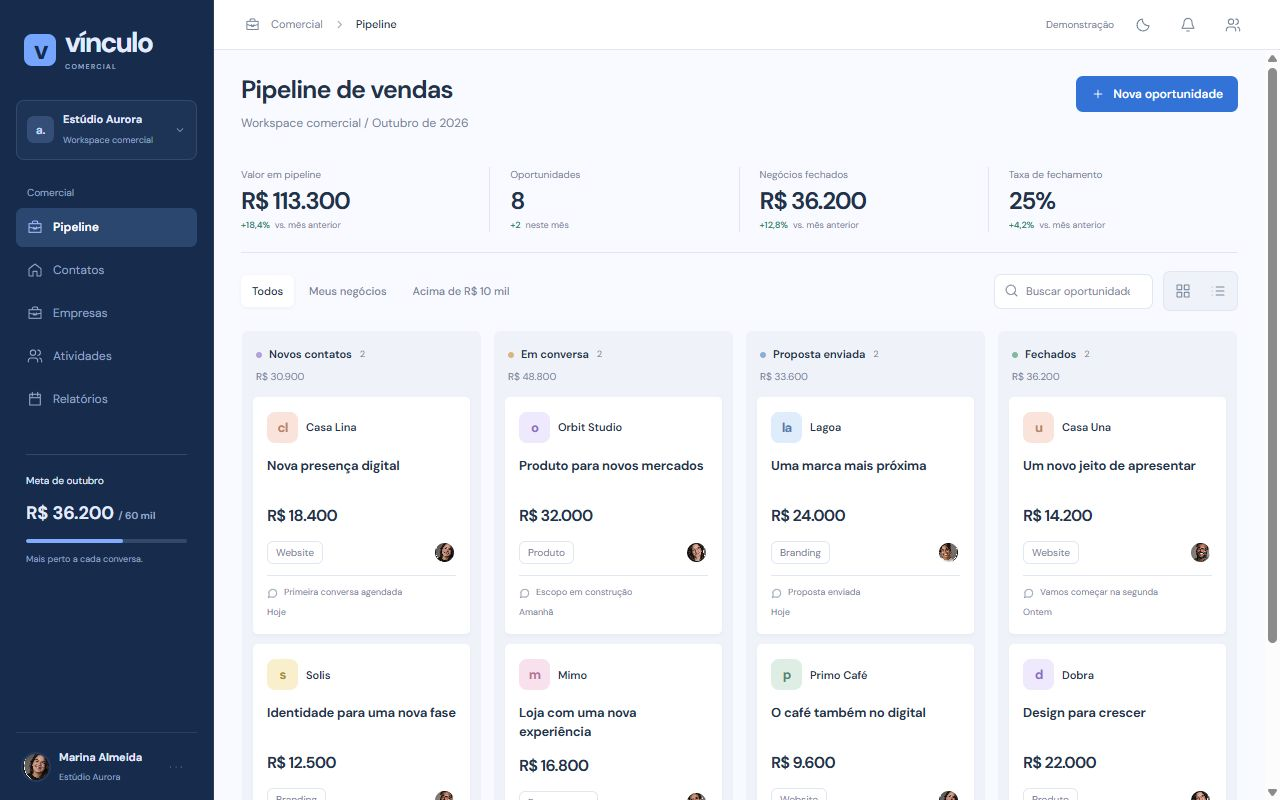 v vínculo
COMERCIAL
a. Estúdio Aurora
Workspace comercial
Comercial
Pipeline
Contatos
Empresas
Atividades
Relatórios
Meta de outubro
R$ 36.200 / 60 mil
Mais perto a cada conversa.
Marina Almeida
Estúdio Aurora
Comercial > Pipeline
Demonstração
Pipeline de vendas
Workspace comercial / Outubro de 2026
+ Nova oportunidade
Valor em pipeline
R$ 113.300
+18,4% vs. mês anterior
Oportunidades
8
+2 neste mês
Negócios fechados
R$ 36.200
+12,8% vs. mês anterior
Taxa de fechamento
25%
+4,2% vs. mês anterior
Todos
Meus negócios
Acima de R$ 10 mil
Buscar oportunidade
Novos contatos 2
R$ 30.900
cl Casa Lina
Nova presença digital
R$ 18.400
Website
Primeira conversa agendada
Hoje
s Solis
Identidade para uma nova fase
R$ 12.500
Branding
Em conversa 2
R$ 48.800
o Orbit Studio
Produto para novos mercados
R$ 32.000
Produto
Escopo em construção
Amanhã
m Mimo
Loja com uma nova
experiência
R$ 16.800
Proposta enviada 2
R$ 33.600
la Lagoa
Uma marca mais próxima
R$ 24.000
Branding
Proposta enviada
Hoje
p Primo Café
O café também no digital
R$ 9.600
Website
Fechados 2
R$ 36.200
u Casa Una
Um novo jeito de apresentar
R$ 14.200
Website
Vamos começar na segunda
Ontem
d Dobra
Design para crescer
R$ 22.000
Produto